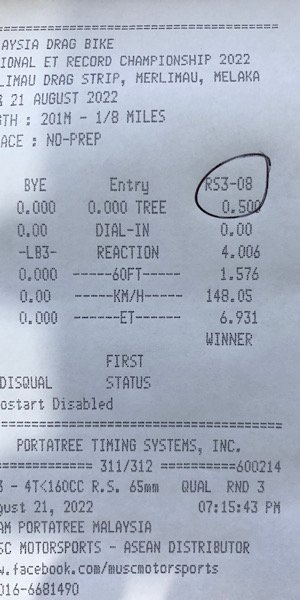 AYSIA DRAG BIKE
IONAL ET RECORD CHAMPIONSHIP 2022
LIMAU DRAG STRIP, MERLIMAU, MELAKA
21 AUGUST 2022
GTH : 201M - 1/8 MILES
ACE : NO-PREP
BYE Entry RS3-08
0.000 0.000 TREE 0.500
0.00 DIAL-IN 0.00
-LB3- REACTION 4.006
0.000 -----60FT----- 1.576
0.00 ------KM/H------ 148.05
0.000 -------ET------- 6.931
WINNER
FIRST
DISQUAL STATUS
ostart Disabled
PORTATREE TIMING SYSTEMS, INC.
========== 311/312 ==========600214
- 4T<160CC R.S. 65mm QUAL RND 3
gust 21, 2022 07:15:43 PM
AM PORTATREE MALAYSIA
SC MOTORSPORTS - ASEAN DISTRIBUTOR
w.facebook.com/muscmotorsports
016-6681490